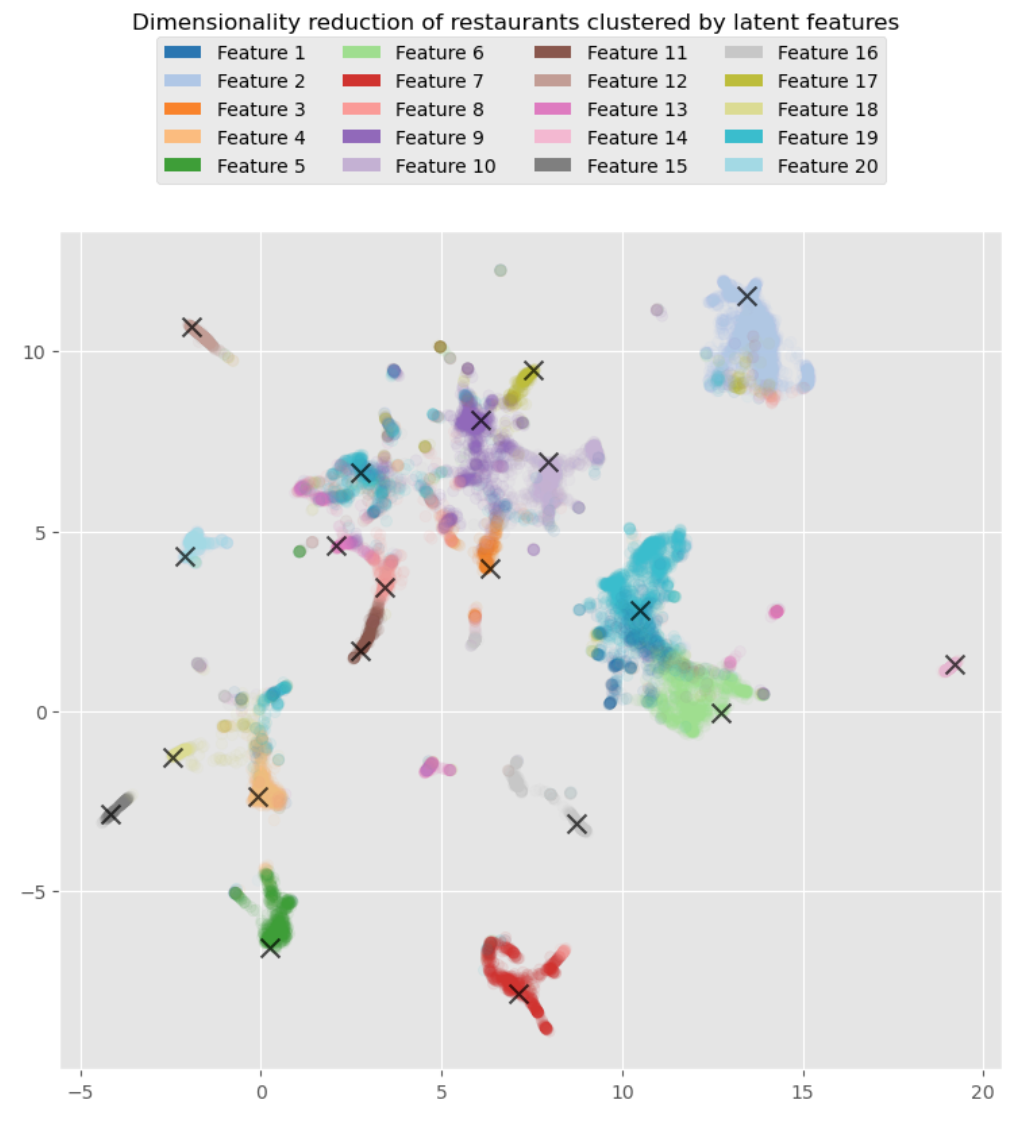 Dimensionality reduction of restaurants clustered by latent features
Feature 1 Feature 6 Feature 11 Feature 16
Feature 2 Feature 7 Feature 12 Feature 17
Feature 3 Feature 8 Feature 13 Feature 18
Feature 4 Feature 9 Feature 14 Feature 19
Feature 5 Feature 10 Feature 15 Feature 20
10
5
0
−5
−5 0 5 10 15 20